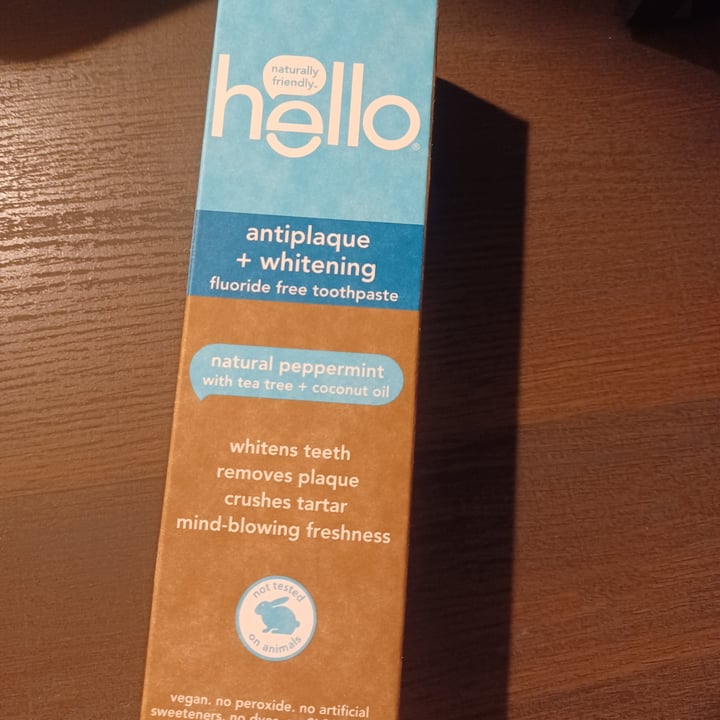 naturally
friendly™
hello®
antiplaque
+ whitening
fluoride free toothpaste
natural peppermint
with tea tree + coconut oil
whitens teeth
removes plaque
crushes tartar
mind-blowing freshness
not tested
on animals
vegan. no peroxide. no artificial
sweeteners. no